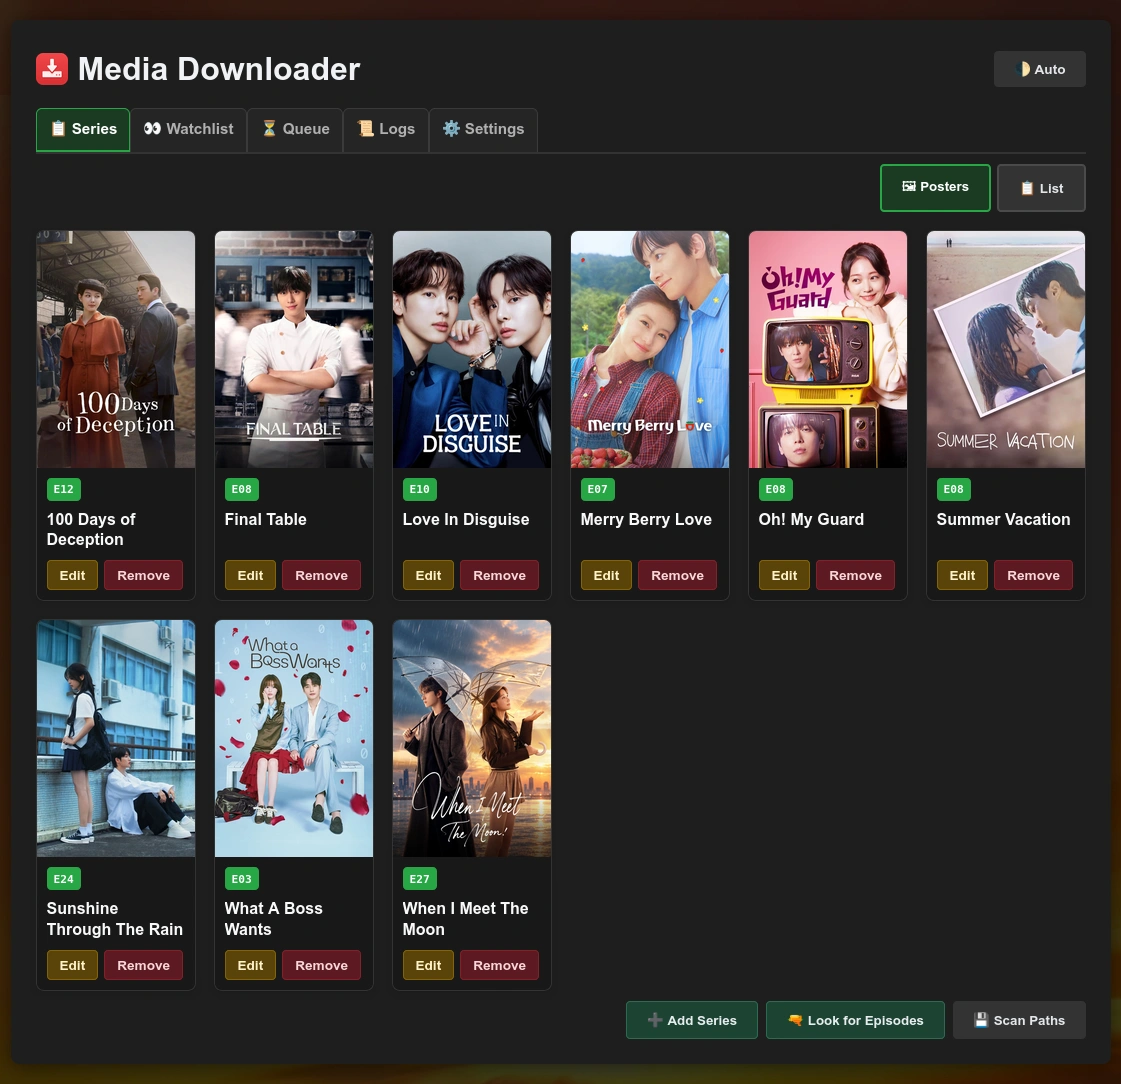 Media Downloader
🌓 Auto
📋 Series
👀 Watchlist
⏳ Queue
📜 Logs
⚙️ Settings
🖼 Posters
📋 List
100 Days
of Deception
FINAL TABLE
LOVE IN
DISGUISE
Merry Berry Love
Oh! My
Guard
SUMMER VACATION
E12
100 Days of
Deception
Edit
Remove
E08
Final Table
Edit
Remove
E10
Love In Disguise
Edit
Remove
E07
Merry Berry Love
Edit
Remove
E08
Oh! My Guard
Edit
Remove
E08
Summer Vacation
Edit
Remove
What a
Boss Wants
When I Meet
The Moon!
E24
Sunshine
Through The Rain
Edit
Remove
E03
What A Boss
Wants
Edit
Remove
E27
When I Meet The
Moon
Edit
Remove
➕ Add Series
🔫 Look for Episodes
💾 Scan Paths